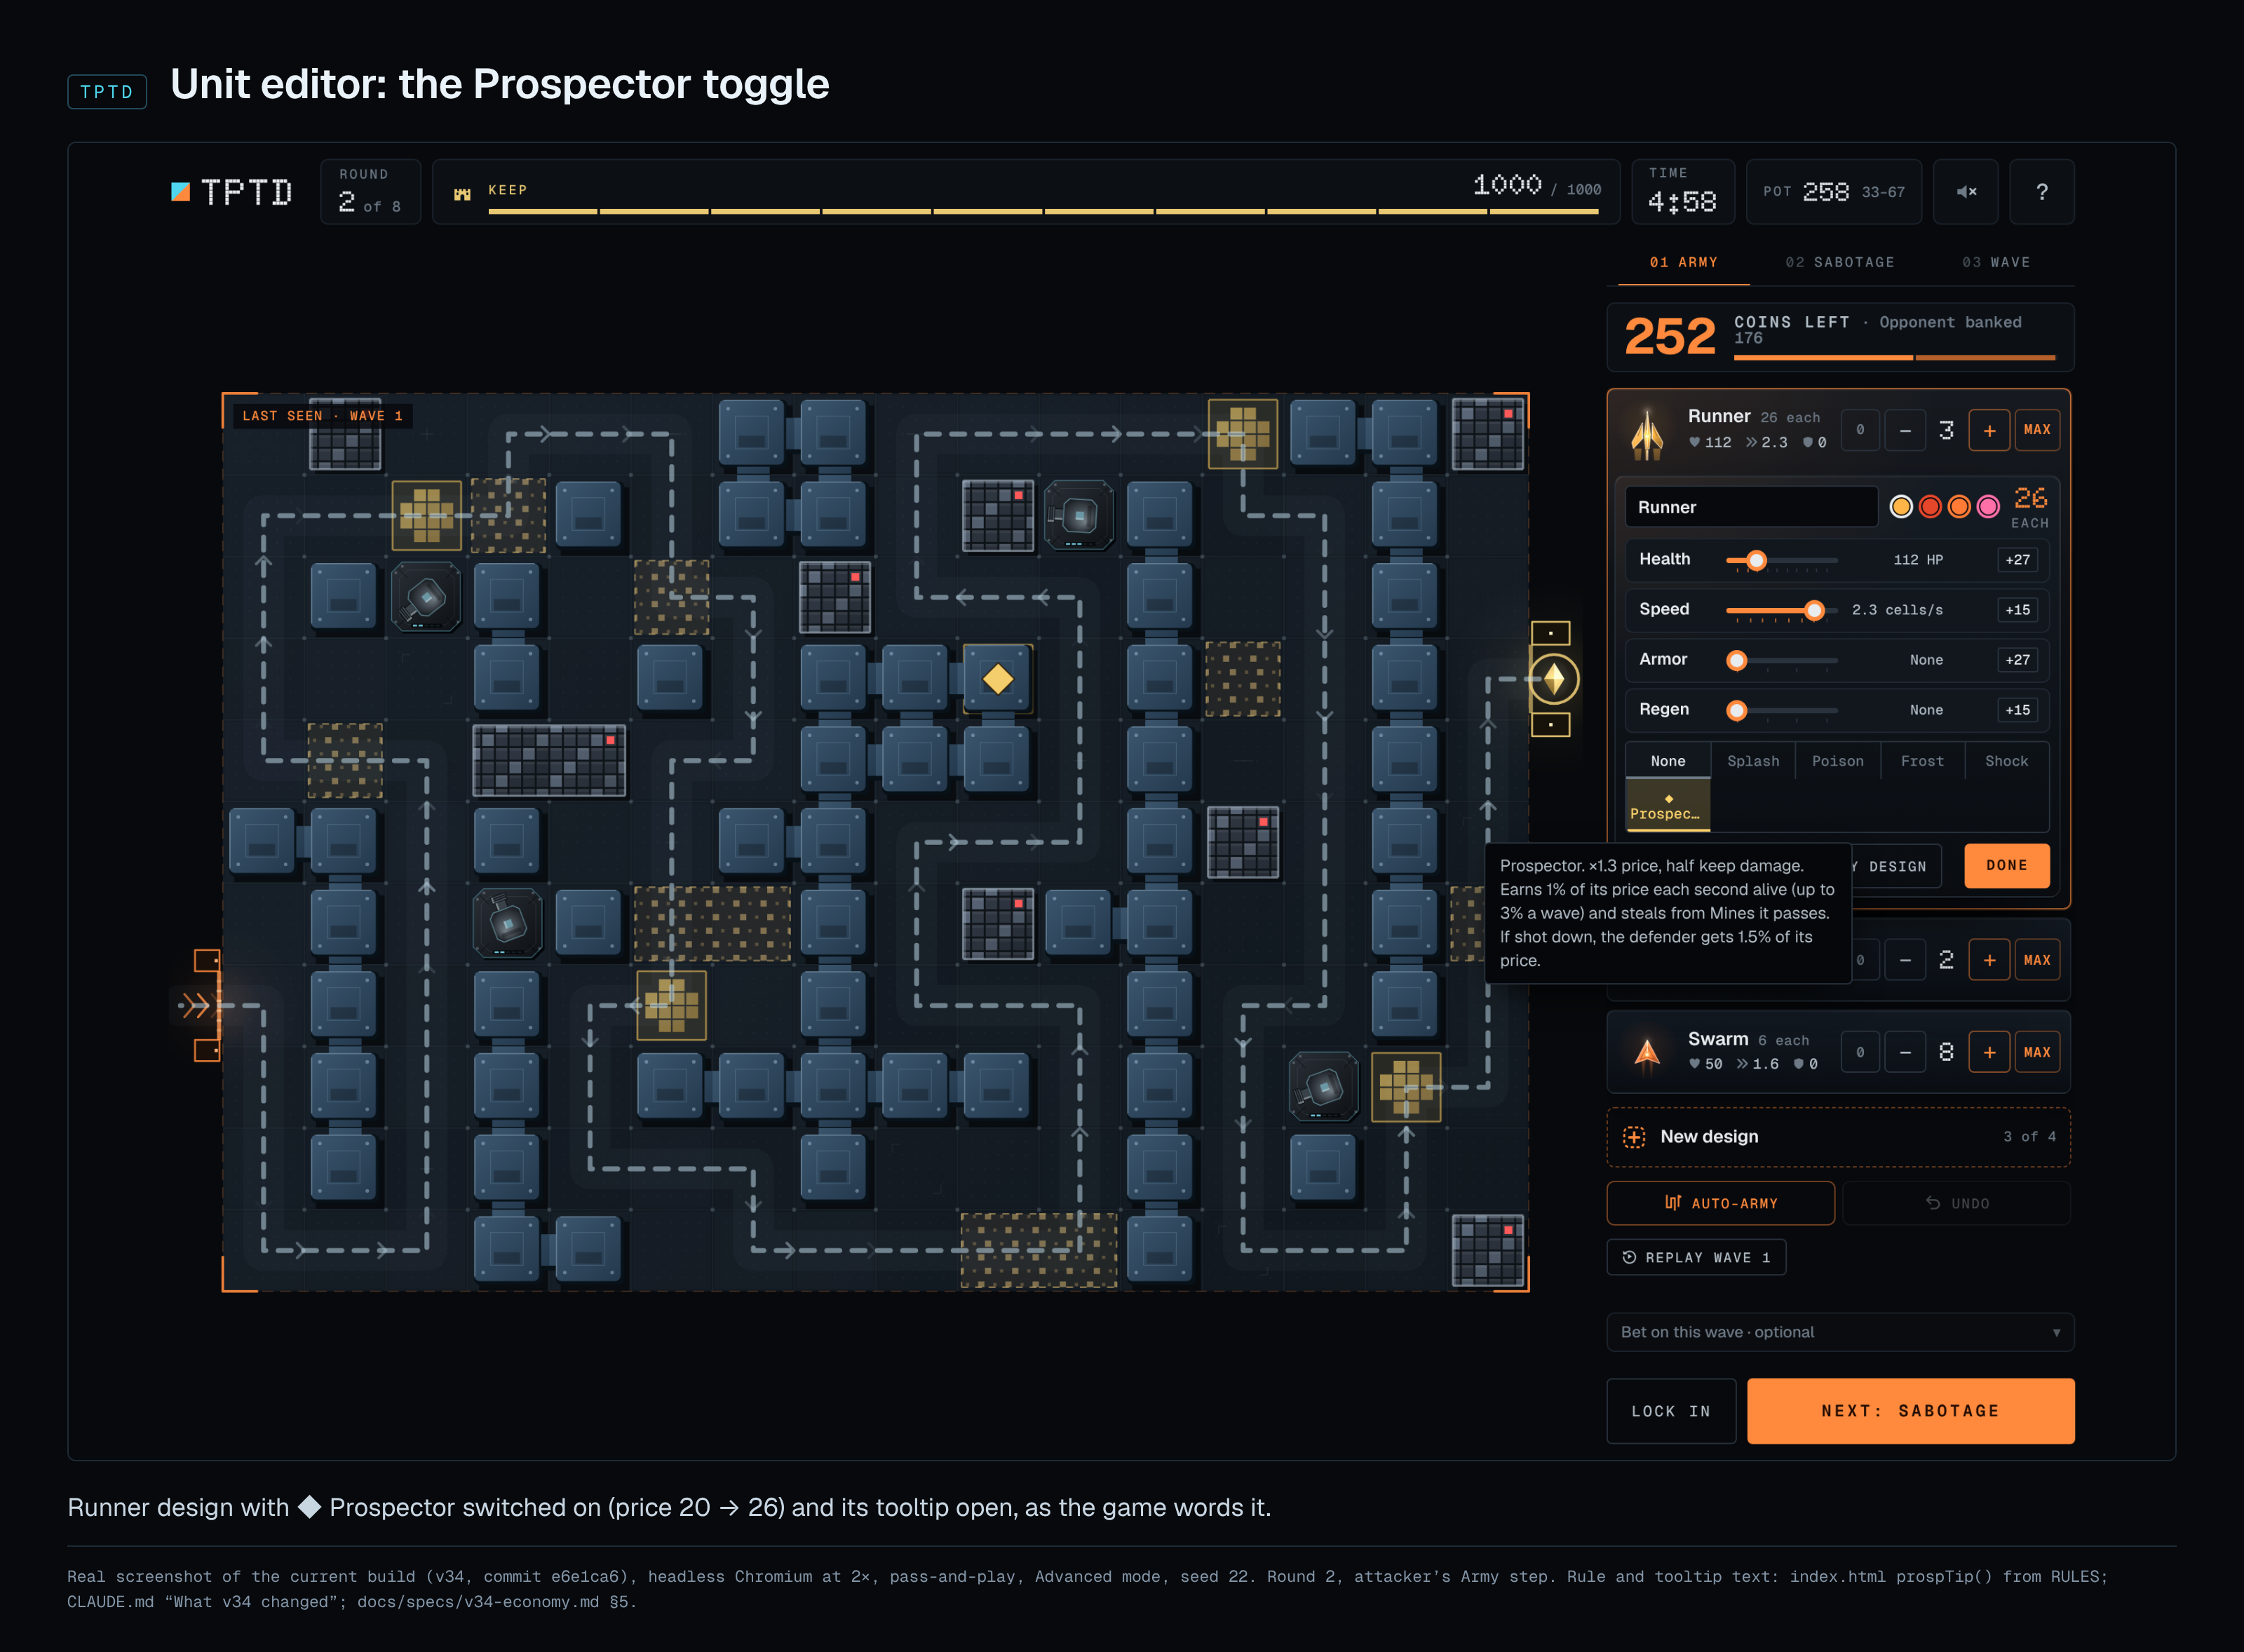 TPTD
Unit editor: the Prospector toggle
TPTD
ROUND
2 of 8
KEEP
1000 / 1000
TIME
4:58
POT 258 33–67
?
01 ARMY
02 SABOTAGE
03 WAVE
252
COINS LEFT · Opponent banked
176
LAST SEEN · WAVE 1
Runner 26 each
112 2.3 0
0 − 3 + MAX
Runner
26
EACH
Health 112 HP +27
Speed 2.3 cells/s +15
Armor None +27
Regen None +15
None Splash Poison Frost Shock
◆
Prospec…
Y DESIGN
DONE
Prospector. ×1.3 price, half keep damage.
Earns 1% of its price each second alive (up to
3% a wave) and steals from Mines it passes.
If shot down, the defender gets 1.5% of its
price.
0 − 2 + MAX
Swarm 6 each
50 1.6 0
0 − 8 + MAX
New design 3 of 4
AUTO-ARMY
UNDO
REPLAY WAVE 1
Bet on this wave · optional ▾
LOCK IN
NEXT: SABOTAGE
Runner design with ◆ Prospector switched on (price 20 → 26) and its tooltip open, as the game words it.
Real screenshot of the current build (v34, commit e6e1ca6), headless Chromium at 2×, pass-and-play, Advanced mode, seed 22. Round 2, attacker’s Army step. Rule and tooltip text: index.html prospTip() from RULES;
CLAUDE.md “What v34 changed”; docs/specs/v34-economy.md §5.